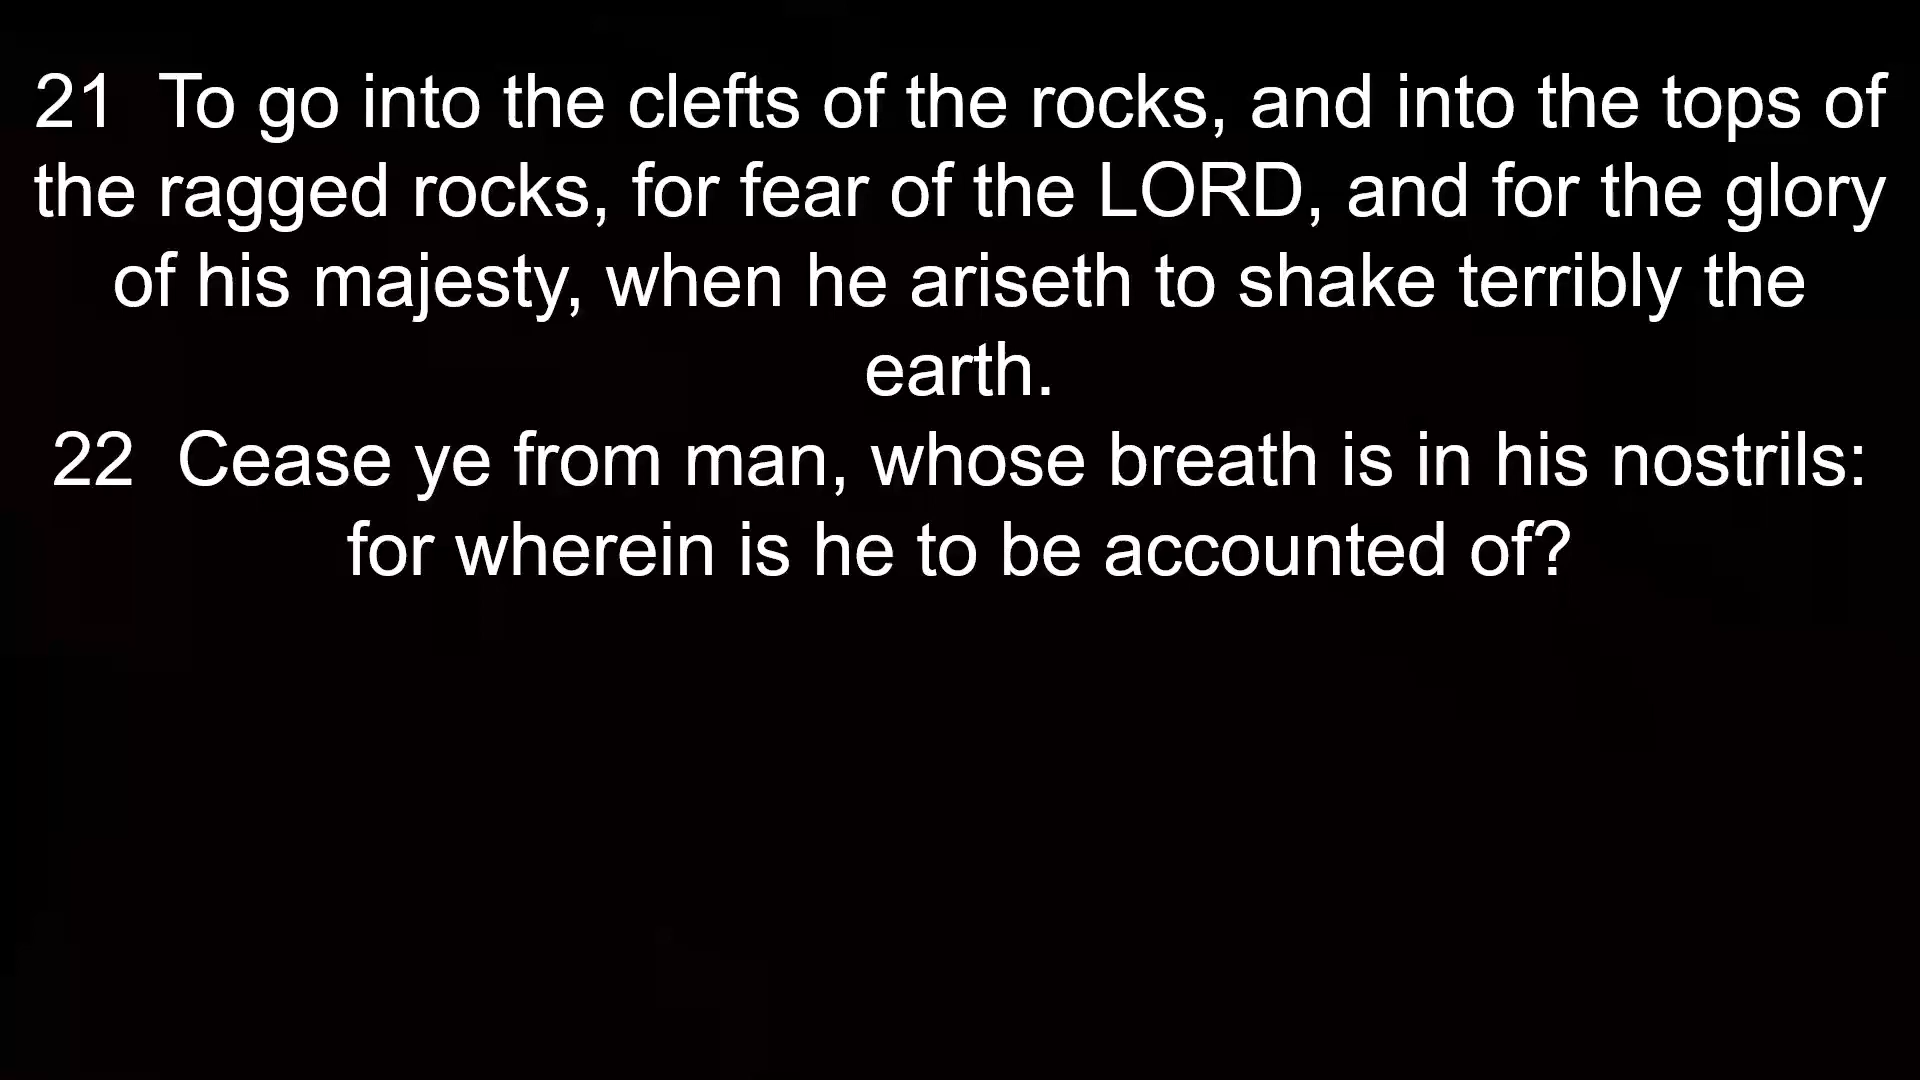 21  To go into the clefts of the rocks, and into the tops of
the ragged rocks, for fear of the LORD, and for the glory
of his majesty, when he ariseth to shake terribly the
earth.
22  Cease ye from man, whose breath is in his nostrils:
for wherein is he to be accounted of?